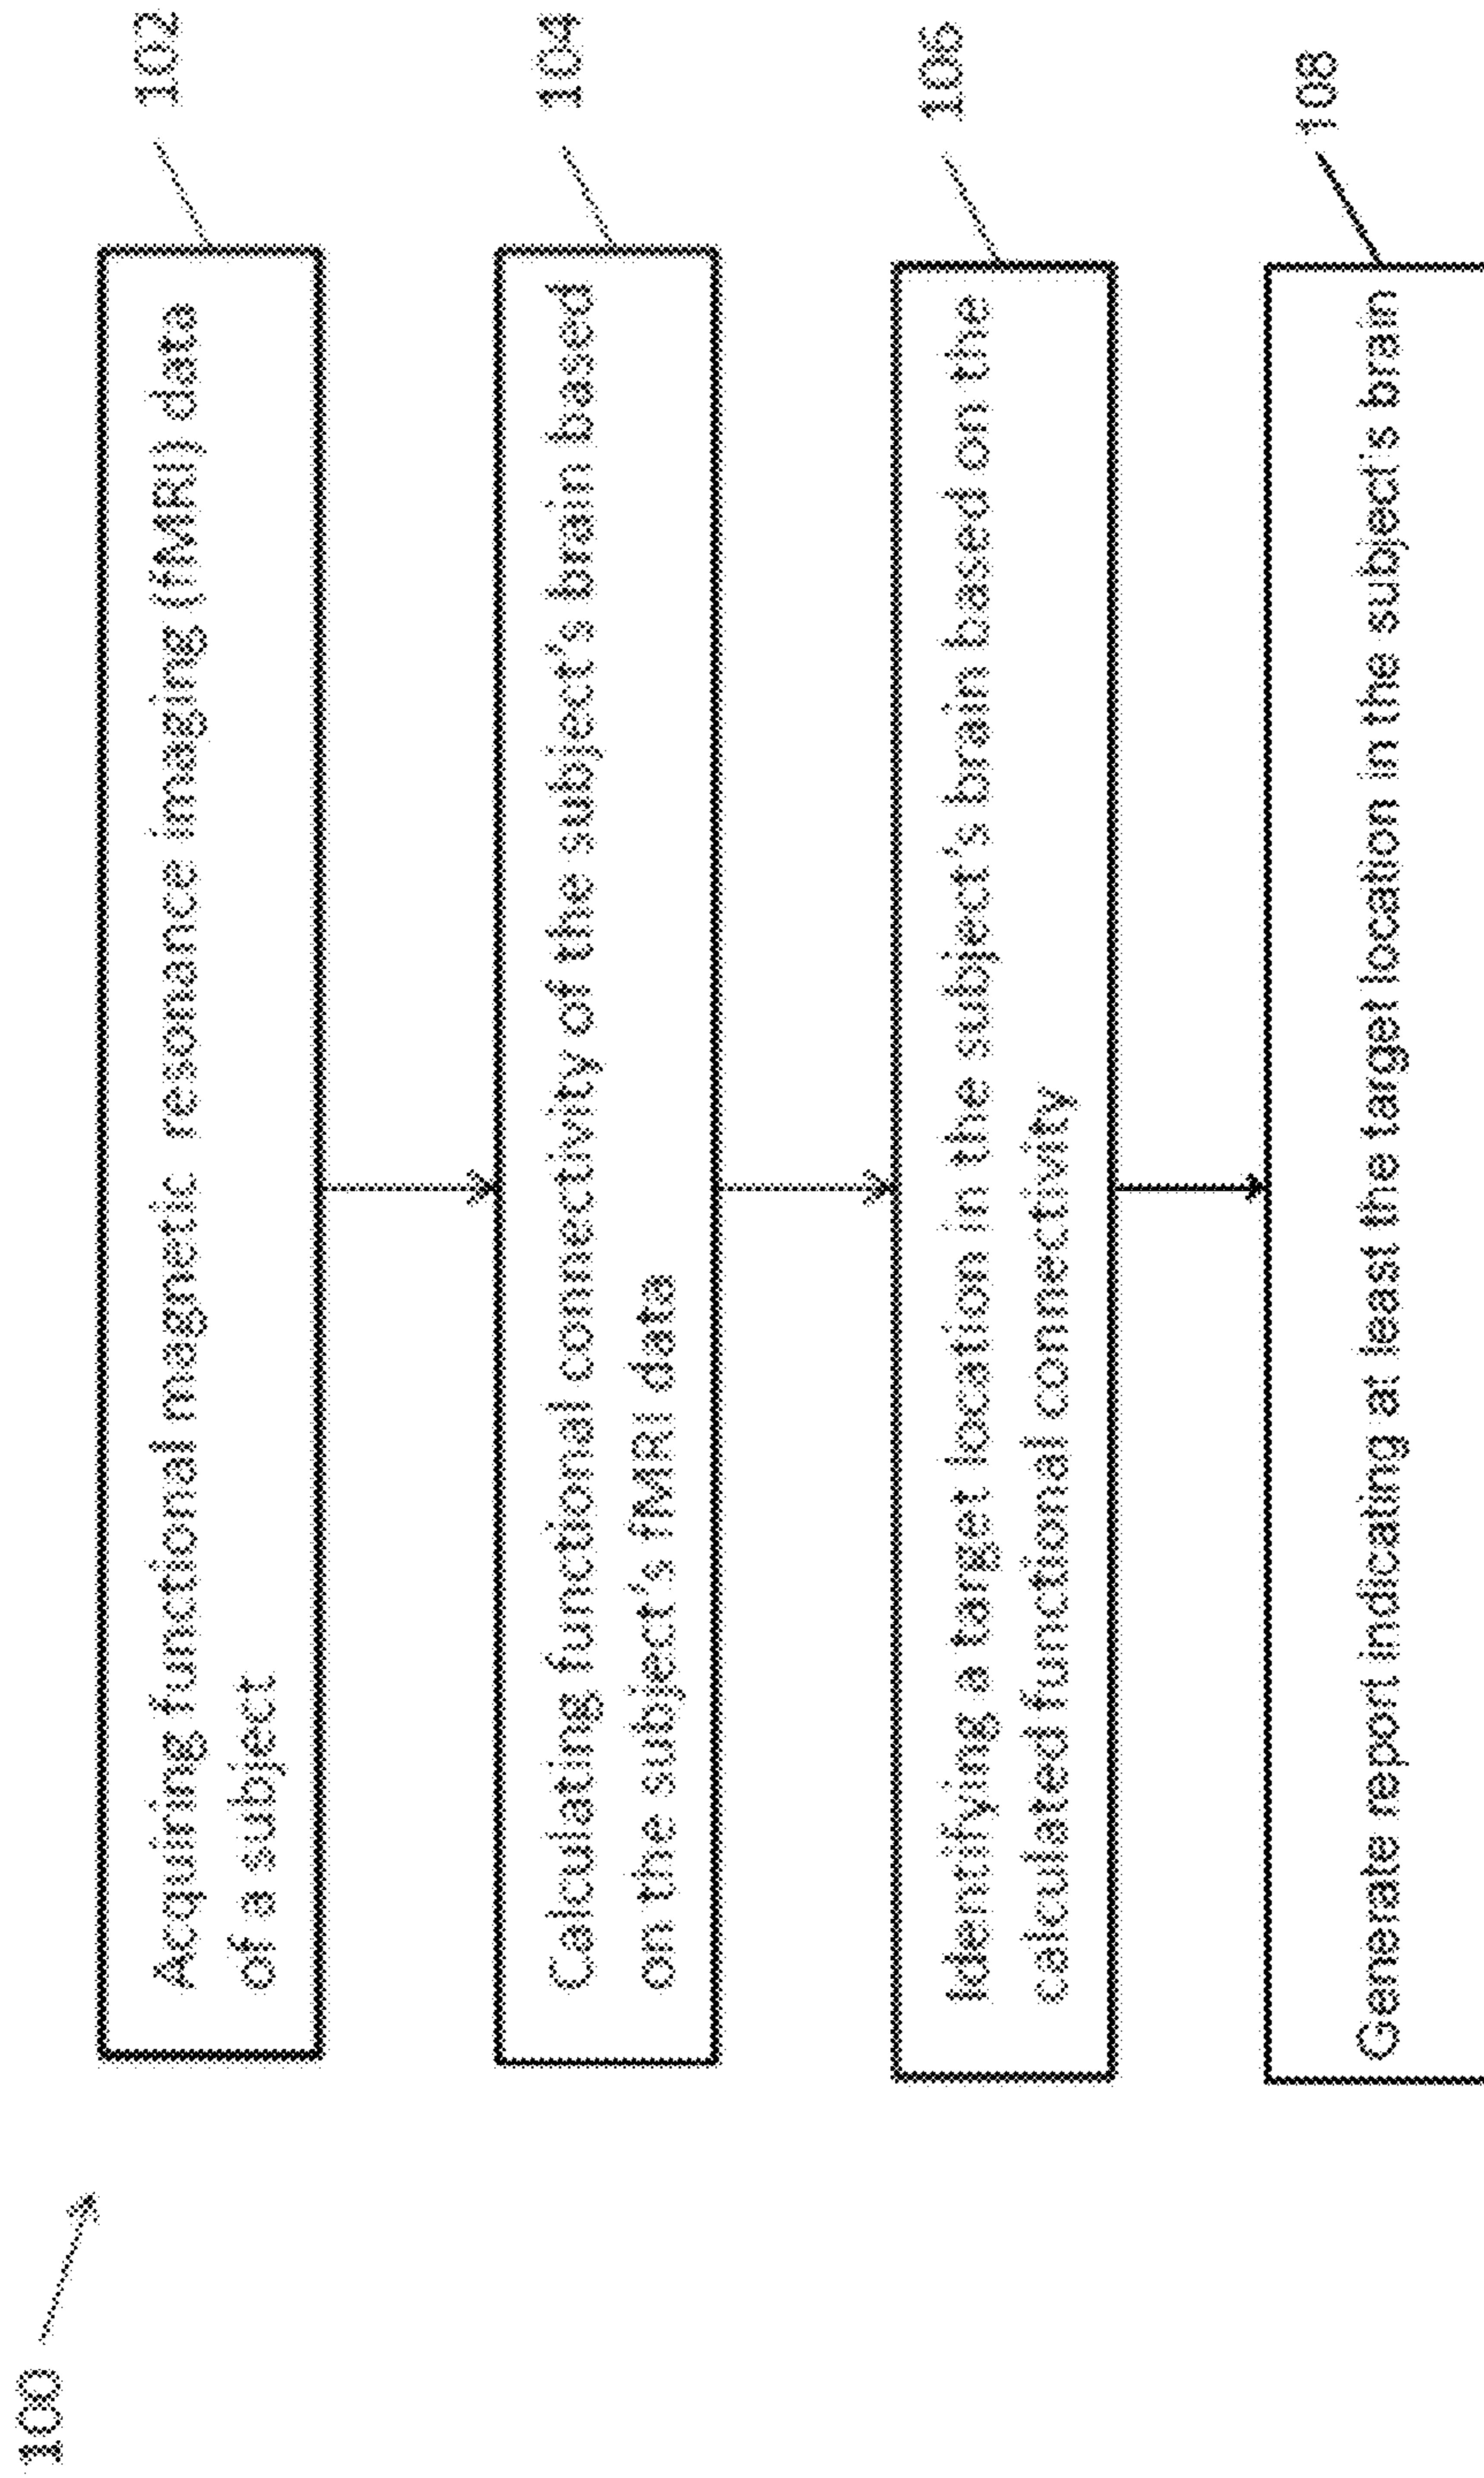 100
Acquiring functional magnetic resonance imaging (fMRI) data
of a subject
102
Calculating functional connectivity of the subject's brain based
on the subject's fMRI data
104
Identifying a target location in the subject's brain based on the
calculated functional connectivity
106
Generate report indicating at least the target location in the subject's brain
108